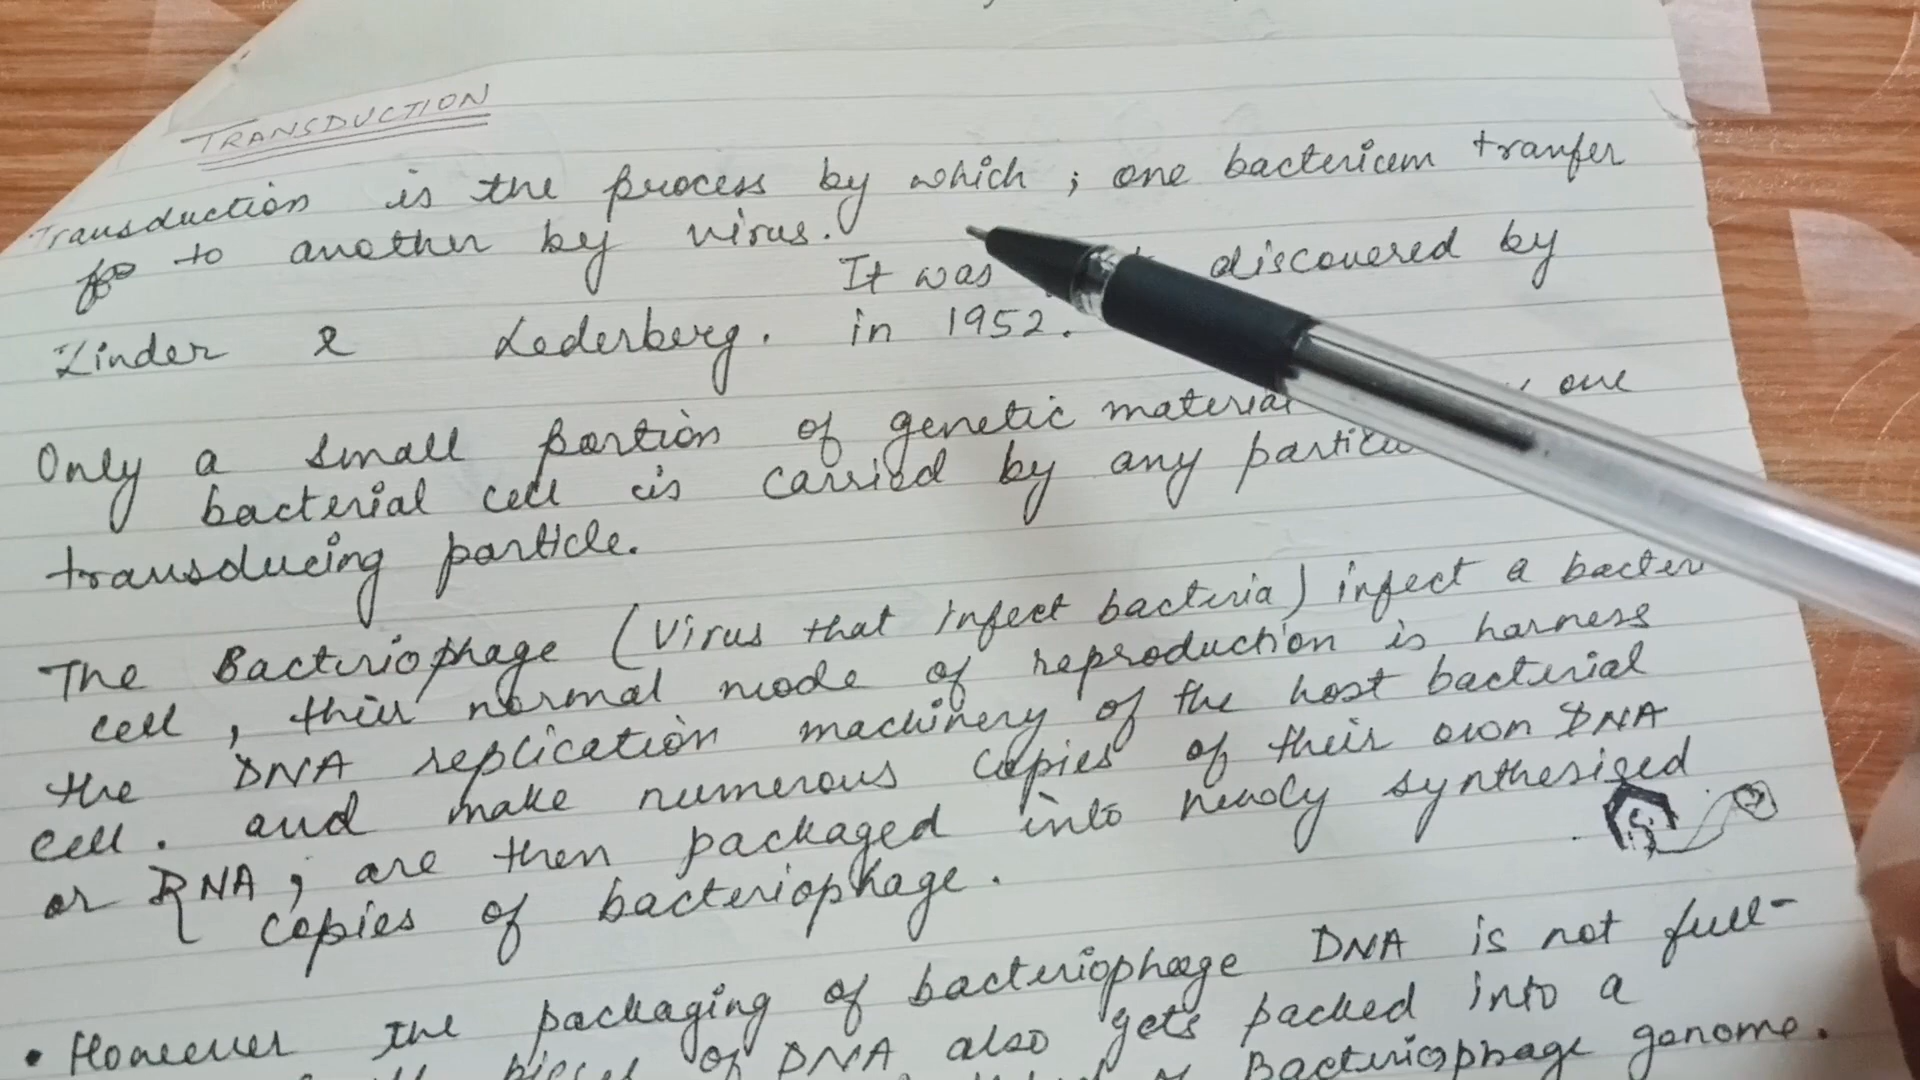 TRANSDUCTION
Transduction is the process by which ; one bacterium tranfer
to another by virus.
It was discovered by
Zinder & Lederberg. in 1952.
Only a small portion of genetic material one
bacterial cell is carried by any
transducing particle.
The Bacteriophage (Virus that infect bacteria) infect a
cell , their normal mode of reproduction is harness
the DNA replication machinery of the host bacterial
cell . and make numerous copies of their own DNA
or RNA ; are then packaged into newly synthesized
copies of bacteriophage.
• However the packaging of bacteriophage DNA is not full-
pieces of DNA also gets packed into a
of Bacteriophage genome.